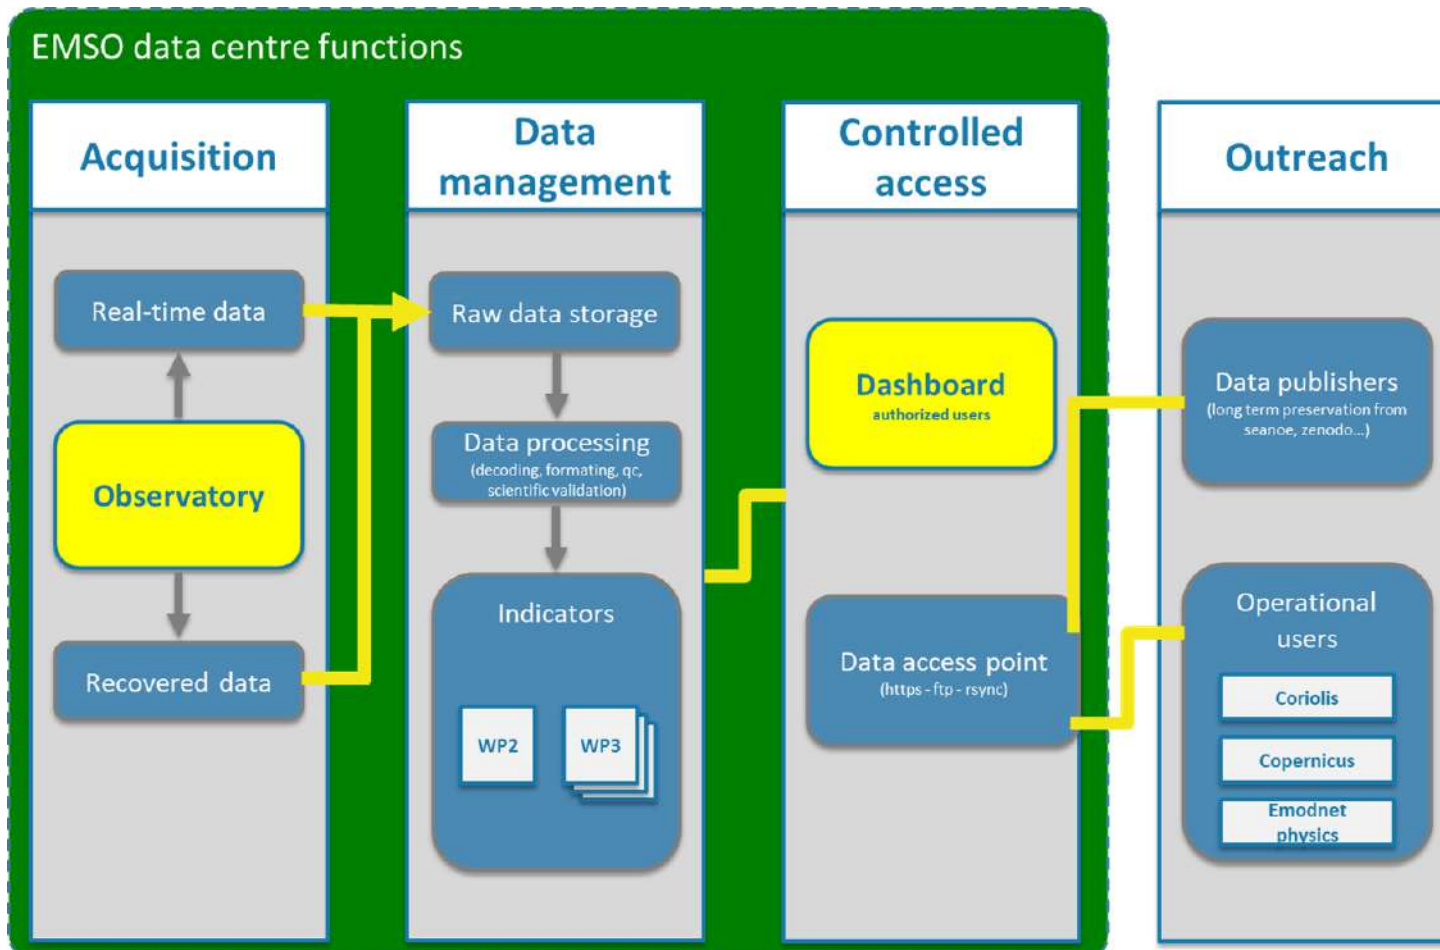 EMSO data centre functions
Acquisition
Real-time data
Observatory
Recovered data
Data
management
Raw data storage
Data processing
(decoding, formating, qc,
scientific validation)
Indicators
WP2
WP3
Controlled
access
Dashboard
authorized users
Data access point
(https - ftp - rsync)
Outreach
Data publishers
(long term preservation from
seanoe, zenodo...)
Operational
users
Coriolis
Copernicus
Emodnet
physics